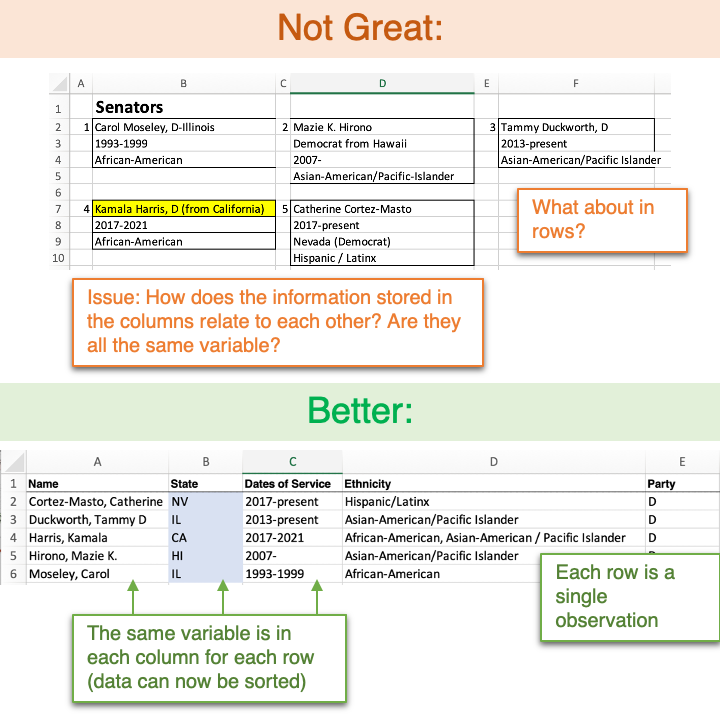 Not Great:
A B C D E F
1 Senators
2 1 Carol Moseley, D-Illinois 2 Mazie K. Hirono 3 Tammy Duckworth, D
3 1993-1999 Democrat from Hawaii 2013-present
4 African-American 2007- Asian-American/Pacific Islander
5 Asian-American/Pacific-Islander
6
7 4 Kamala Harris, D (from California) 5 Catherine Cortez-Masto
8 2017-2021 2017-present
9 African-American Nevada (Democrat)
10 Hispanic / Latinx
What about in
rows?
Issue: How does the information stored in
the columns relate to each other? Are they
all the same variable?
Better:
A B C D E
1 Name State Dates of Service Ethnicity Party
2 Cortez-Masto, Catherine NV 2017-present Hispanic/Latinx D
3 Duckworth, Tammy D IL 2013-present Asian-American/Pacific Islander D
4 Harris, Kamala CA 2017-2021 African-American, Asian-American / Pacific Islander D
5 Hirono, Mazie K. HI 2007- Asian-American/Pacific Islander
6 Moseley, Carol IL 1993-1999 African-American
Each row is a
single
observation
The same variable is in
each column for each row
(data can now be sorted)